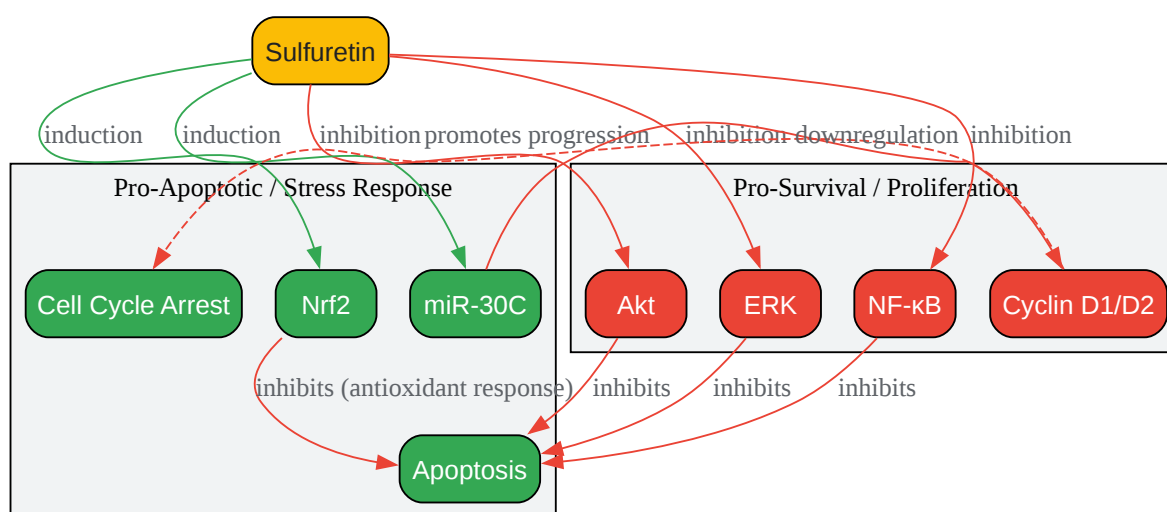 Sulfuretin
induction
induction
inhibition
promotes progression
inhibition
downregulation
inhibition
Pro-Apoptotic / Stress Response
Pro-Survival / Proliferation
Cell Cycle Arrest
Nrf2
miR-30C
Akt
ERK
NF-κB
Cyclin D1/D2
inhibits (antioxidant response)
inhibits
inhibits
inhibits
Apoptosis